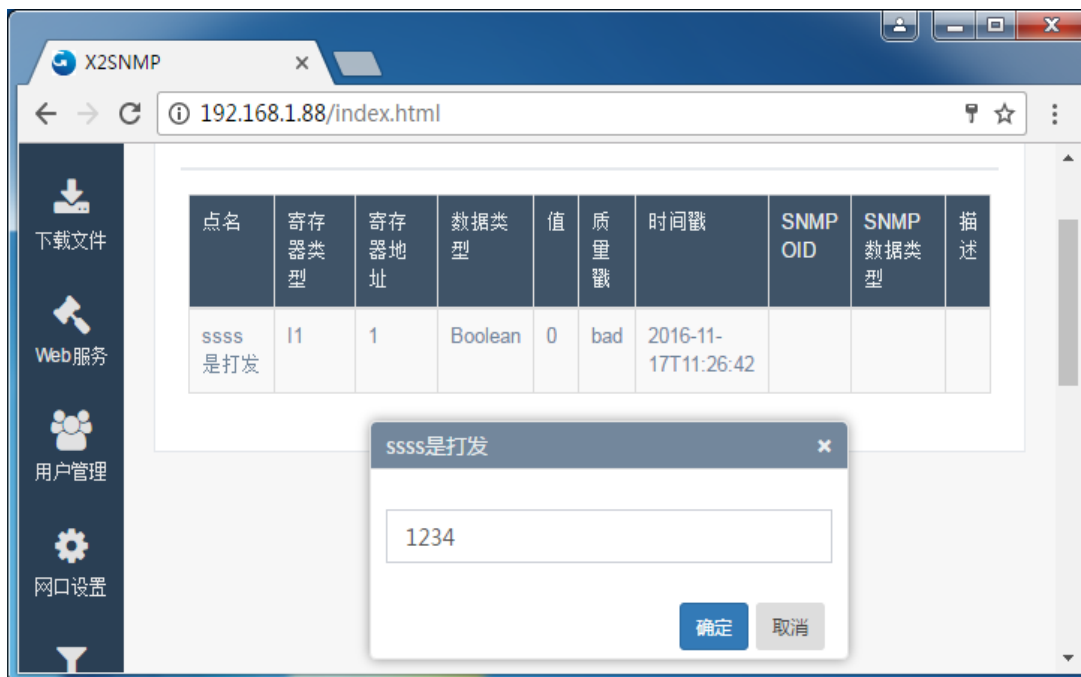 X2SNMP
192.168.1.88/index.html
下载文件
Web服务
用户管理
网口设置
点名
寄存
器类
型
寄存
器地
址
数据类
型
值
质
量
戳
时间戳
SNMP
OID
SNMP
数据类
型
描
述
ssss
是打发
I1
1
Boolean
0
bad
2016-11-
17T11:26:42
ssss是打发
1234
确定
取消